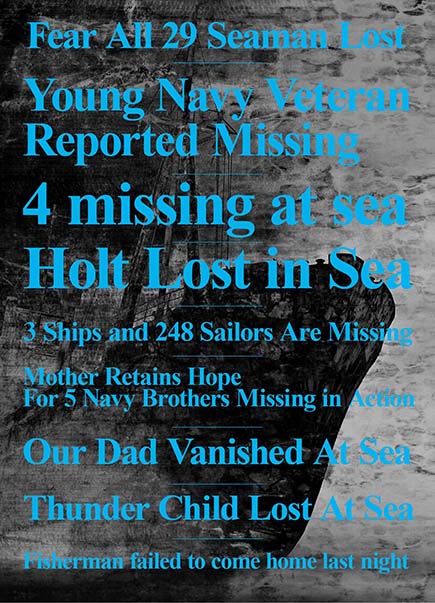 Fear All 29 Seaman Lost
Young Navy Veteran
Reported Missing
4 missing at sea
Holt Lost in Sea
3 Ships and 248 Sailors Are Missing
Mother Retains Hope
For 5 Navy Brothers Missing in Action
Our Dad Vanished At Sea
Thunder Child Lost At Sea
Fisherman failed to come home last night